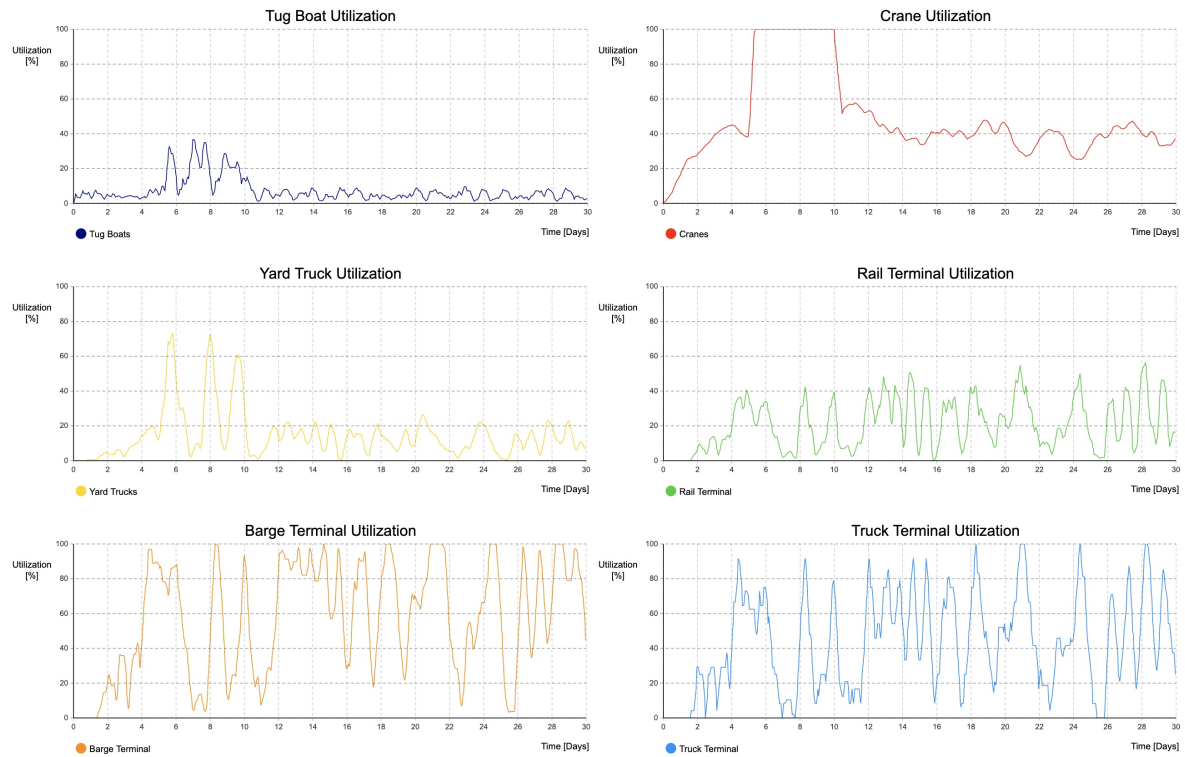 Tug Boat Utilization
Utilization
[%]
100
80
60
40
20
0
0 2 4 6 8 10 12 14 16 18 20 22 24 26 28 30
Time [Days]
Tug Boats
Crane Utilization
Utilization
[%]
100
80
60
40
20
0
0 2 4 6 8 10 12 14 16 18 20 22 24 26 28 30
Time [Days]
Cranes
Yard Truck Utilization
Utilization
[%]
100
80
60
40
20
0
0 2 4 6 8 10 12 14 16 18 20 22 24 26 28 30
Time [Days]
Yard Trucks
Rail Terminal Utilization
Utilization
[%]
100
80
60
40
20
0
0 2 4 6 8 10 12 14 16 18 20 22 24 26 28 30
Time [Days]
Rail Terminal
Barge Terminal Utilization
Utilization
[%]
100
80
60
40
20
0
0 2 4 6 8 10 12 14 16 18 20 22 24 26 28 30
Time [Days]
Barge Terminal
Truck Terminal Utilization
Utilization
[%]
100
80
60
40
20
0
0 2 4 6 8 10 12 14 16 18 20 22 24 26 28 30
Time [Days]
Truck Terminal